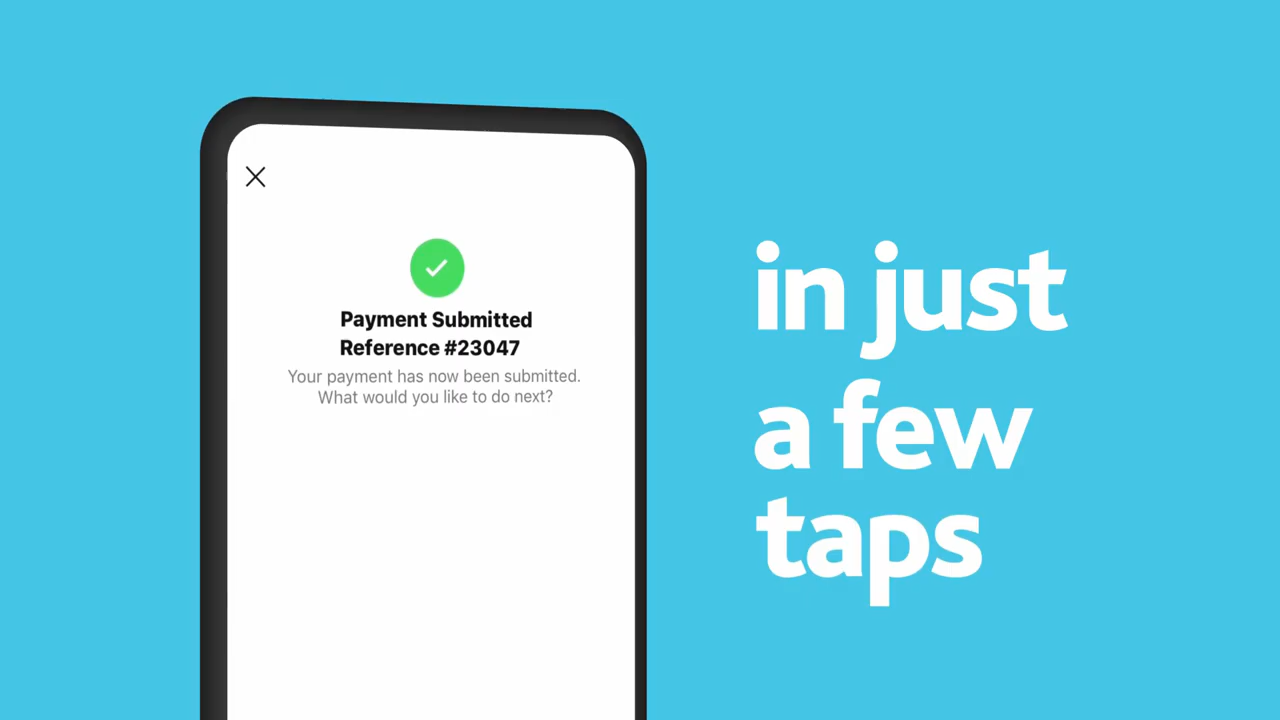 Payment Submitted
Reference #23047
Your payment has now been submitted.
What would you like to do next?
in just
a few
taps